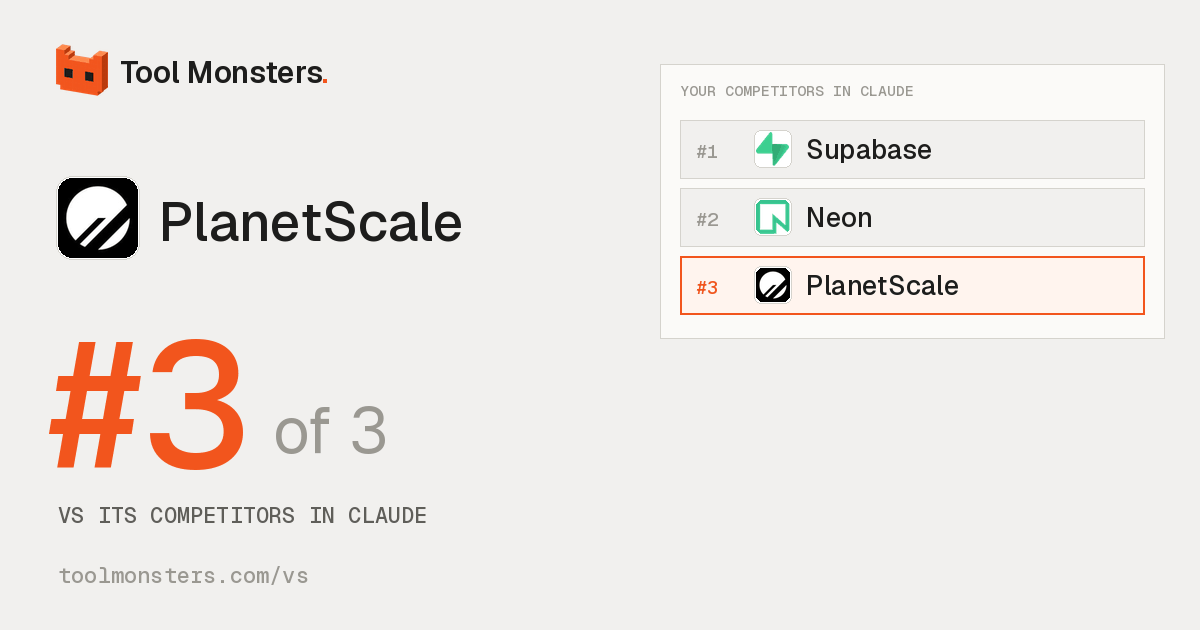 Tool Monsters.
PlanetScale
#3 of 3
VS ITS COMPETITORS IN CLAUDE
toolmonsters.com/vs
YOUR COMPETITORS IN CLAUDE
#1 Supabase
#2 Neon
#3 PlanetScale